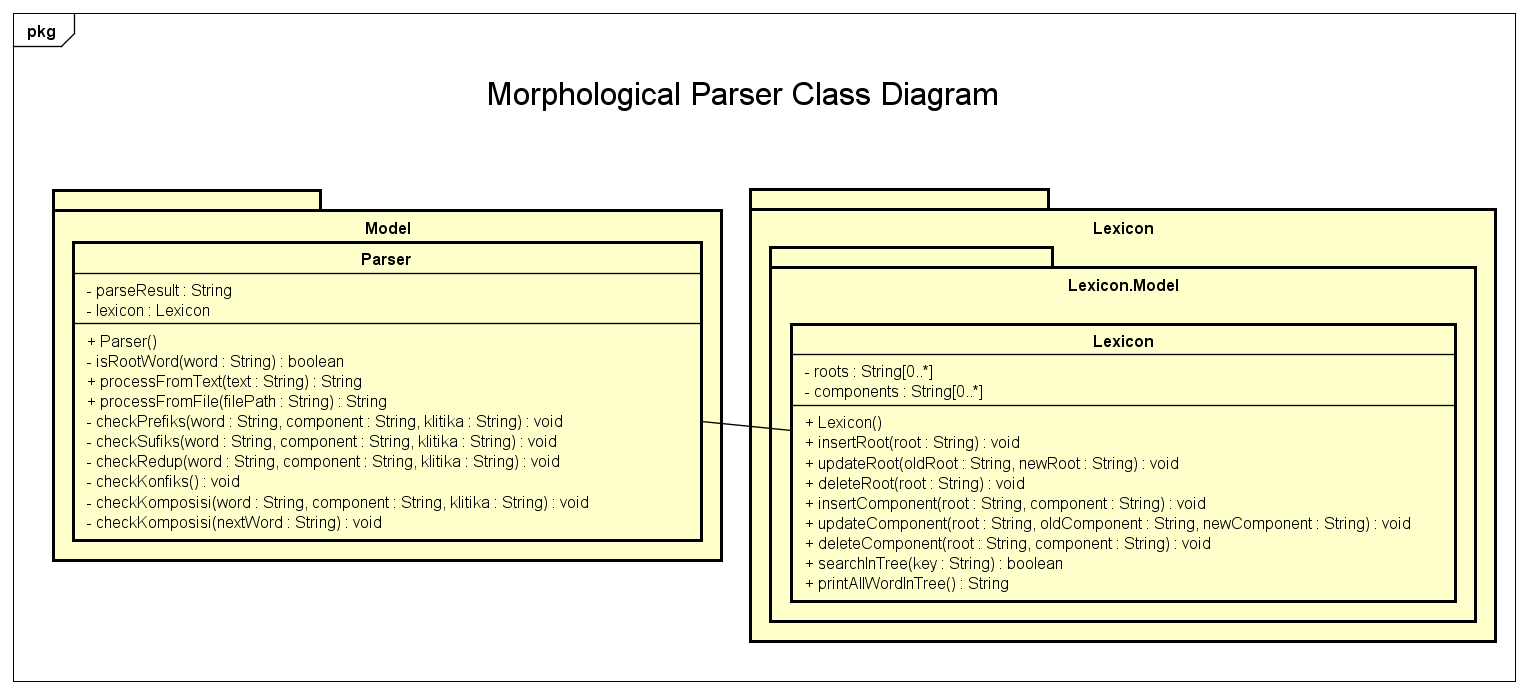 pkg
Morphological Parser Class Diagram
Model
Parser
- parseResult : String
- lexicon : Lexicon
+ Parser()
- isRootWord(word : String) : boolean
+ processFromText(text : String) : String
+ processFromFile(filePath : String) : String
- checkPrefiks(word : String, component : String, klitika : String) : void
- checkSufiks(word : String, component : String, klitika : String) : void
- checkRedup(word : String, component : String, klitika : String) : void
- checkKonfiks() : void
- checkKomposisi(word : String, component : String, klitika : String) : void
- checkKomposisi(nextWord : String) : void
Lexicon
Lexicon.Model
Lexicon
- roots : String[0..*]
- components : String[0..*]
+ Lexicon()
+ insertRoot(root : String) : void
+ updateRoot(oldRoot : String, newRoot : String) : void
+ deleteRoot(root : String) : void
+ insertComponent(root : String, component : String) : void
+ updateComponent(root : String, oldComponent : String, newComponent : String) : void
+ deleteComponent(root : String, component : String) : void
+ searchInTree(key : String) : boolean
+ printAllWordInTree() : String